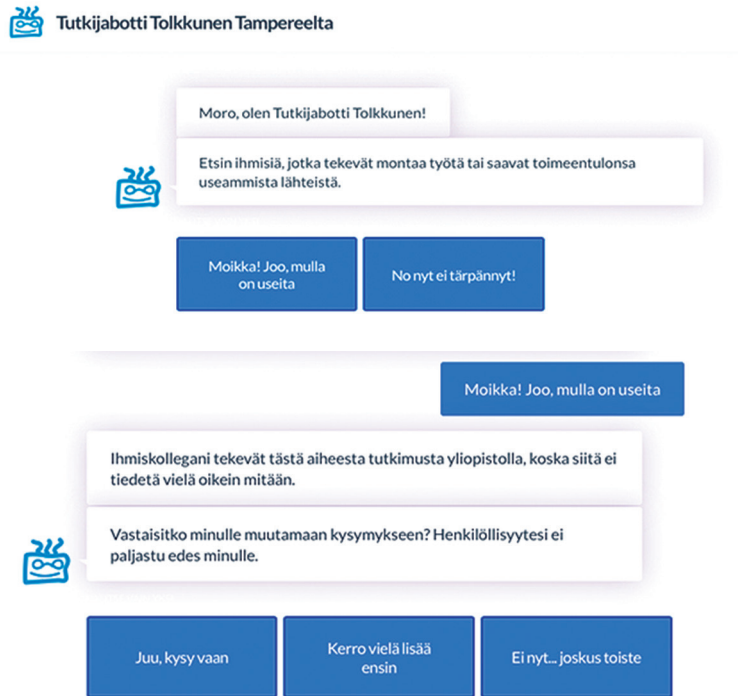 Tutkijabotti Tolkkunen Tampereelta
Moro, olen Tutkijabotti Tolkkunen!
Etsin ihmisiä, jotka tekevät montaa työtä tai saavat toimeentulonsa
useammista lähteistä.
Moikka! Joo, mulla
on useita
No nyt ei tärpännyt!
Moikka! Joo, mulla on useita
Ihmiskollegani tekevät tästä aiheesta tutkimusta yliopistolla, koska siitä ei
tiedetä vielä oikein mitään.
Vastaisitko minulle muutamaan kysymykseen? Henkilöllisyytesi ei
paljastu edes minulle.
Juu, kysy vaan
Kerro vielä lisää
ensin
Ei nyt... joskus toiste